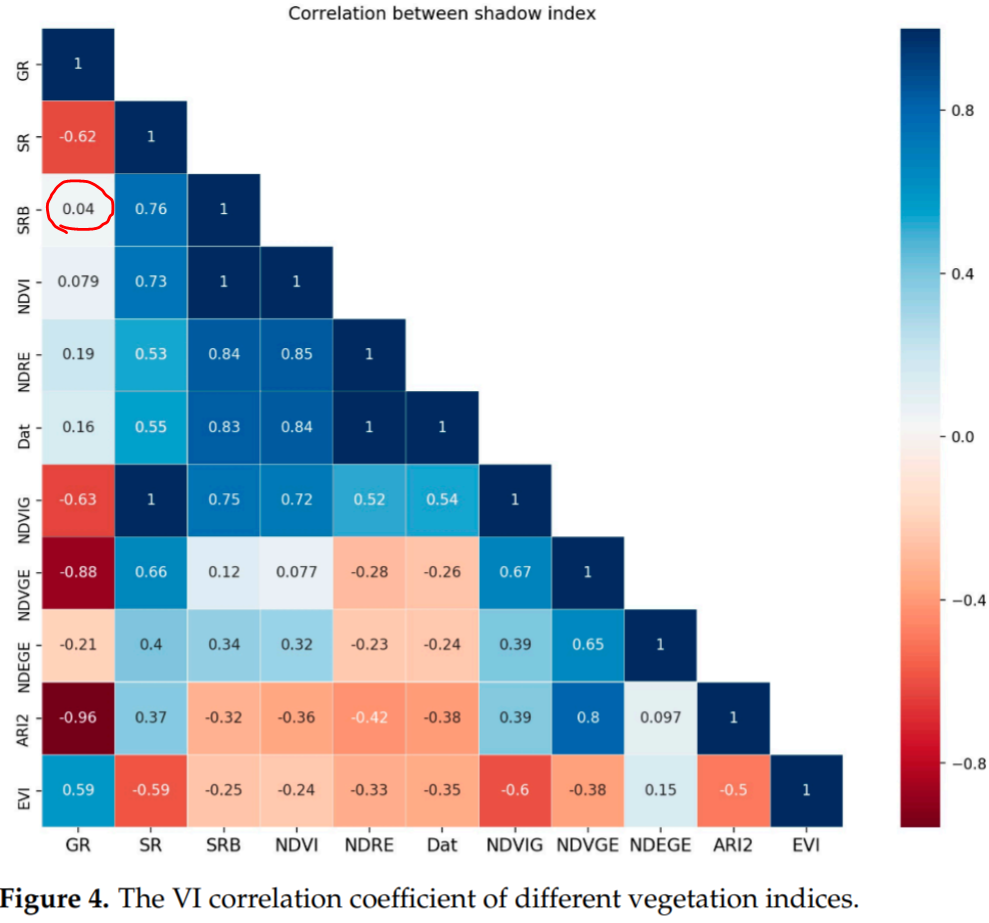 Correlation between shadow index
GR 1
SR -0.62 1 0.8
SRB 0.04 0.76 1
NDVI 0.079 0.73 1 1 0.4
NDRE 0.19 0.53 0.84 0.85 1
Dat 0.16 0.55 0.83 0.84 1 1 0.0
NDVIG -0.63 1 0.75 0.72 0.52 0.54 1
NDVGE -0.88 0.66 0.12 0.077 -0.28 -0.26 0.67 1 −0.4
NDEGE -0.21 0.4 0.34 0.32 -0.23 -0.24 0.39 0.65 1
ARI2 -0.96 0.37 -0.32 -0.36 -0.42 -0.38 0.39 0.8 0.097 1 −0.8
EVI 0.59 -0.59 -0.25 -0.24 -0.33 -0.35 -0.6 -0.38 0.15 -0.5 1
GR SR SRB NDVI NDRE Dat NDVIG NDVGE NDEGE ARI2 EVI
Figure 4. The VI correlation coefficient of different vegetation indices.